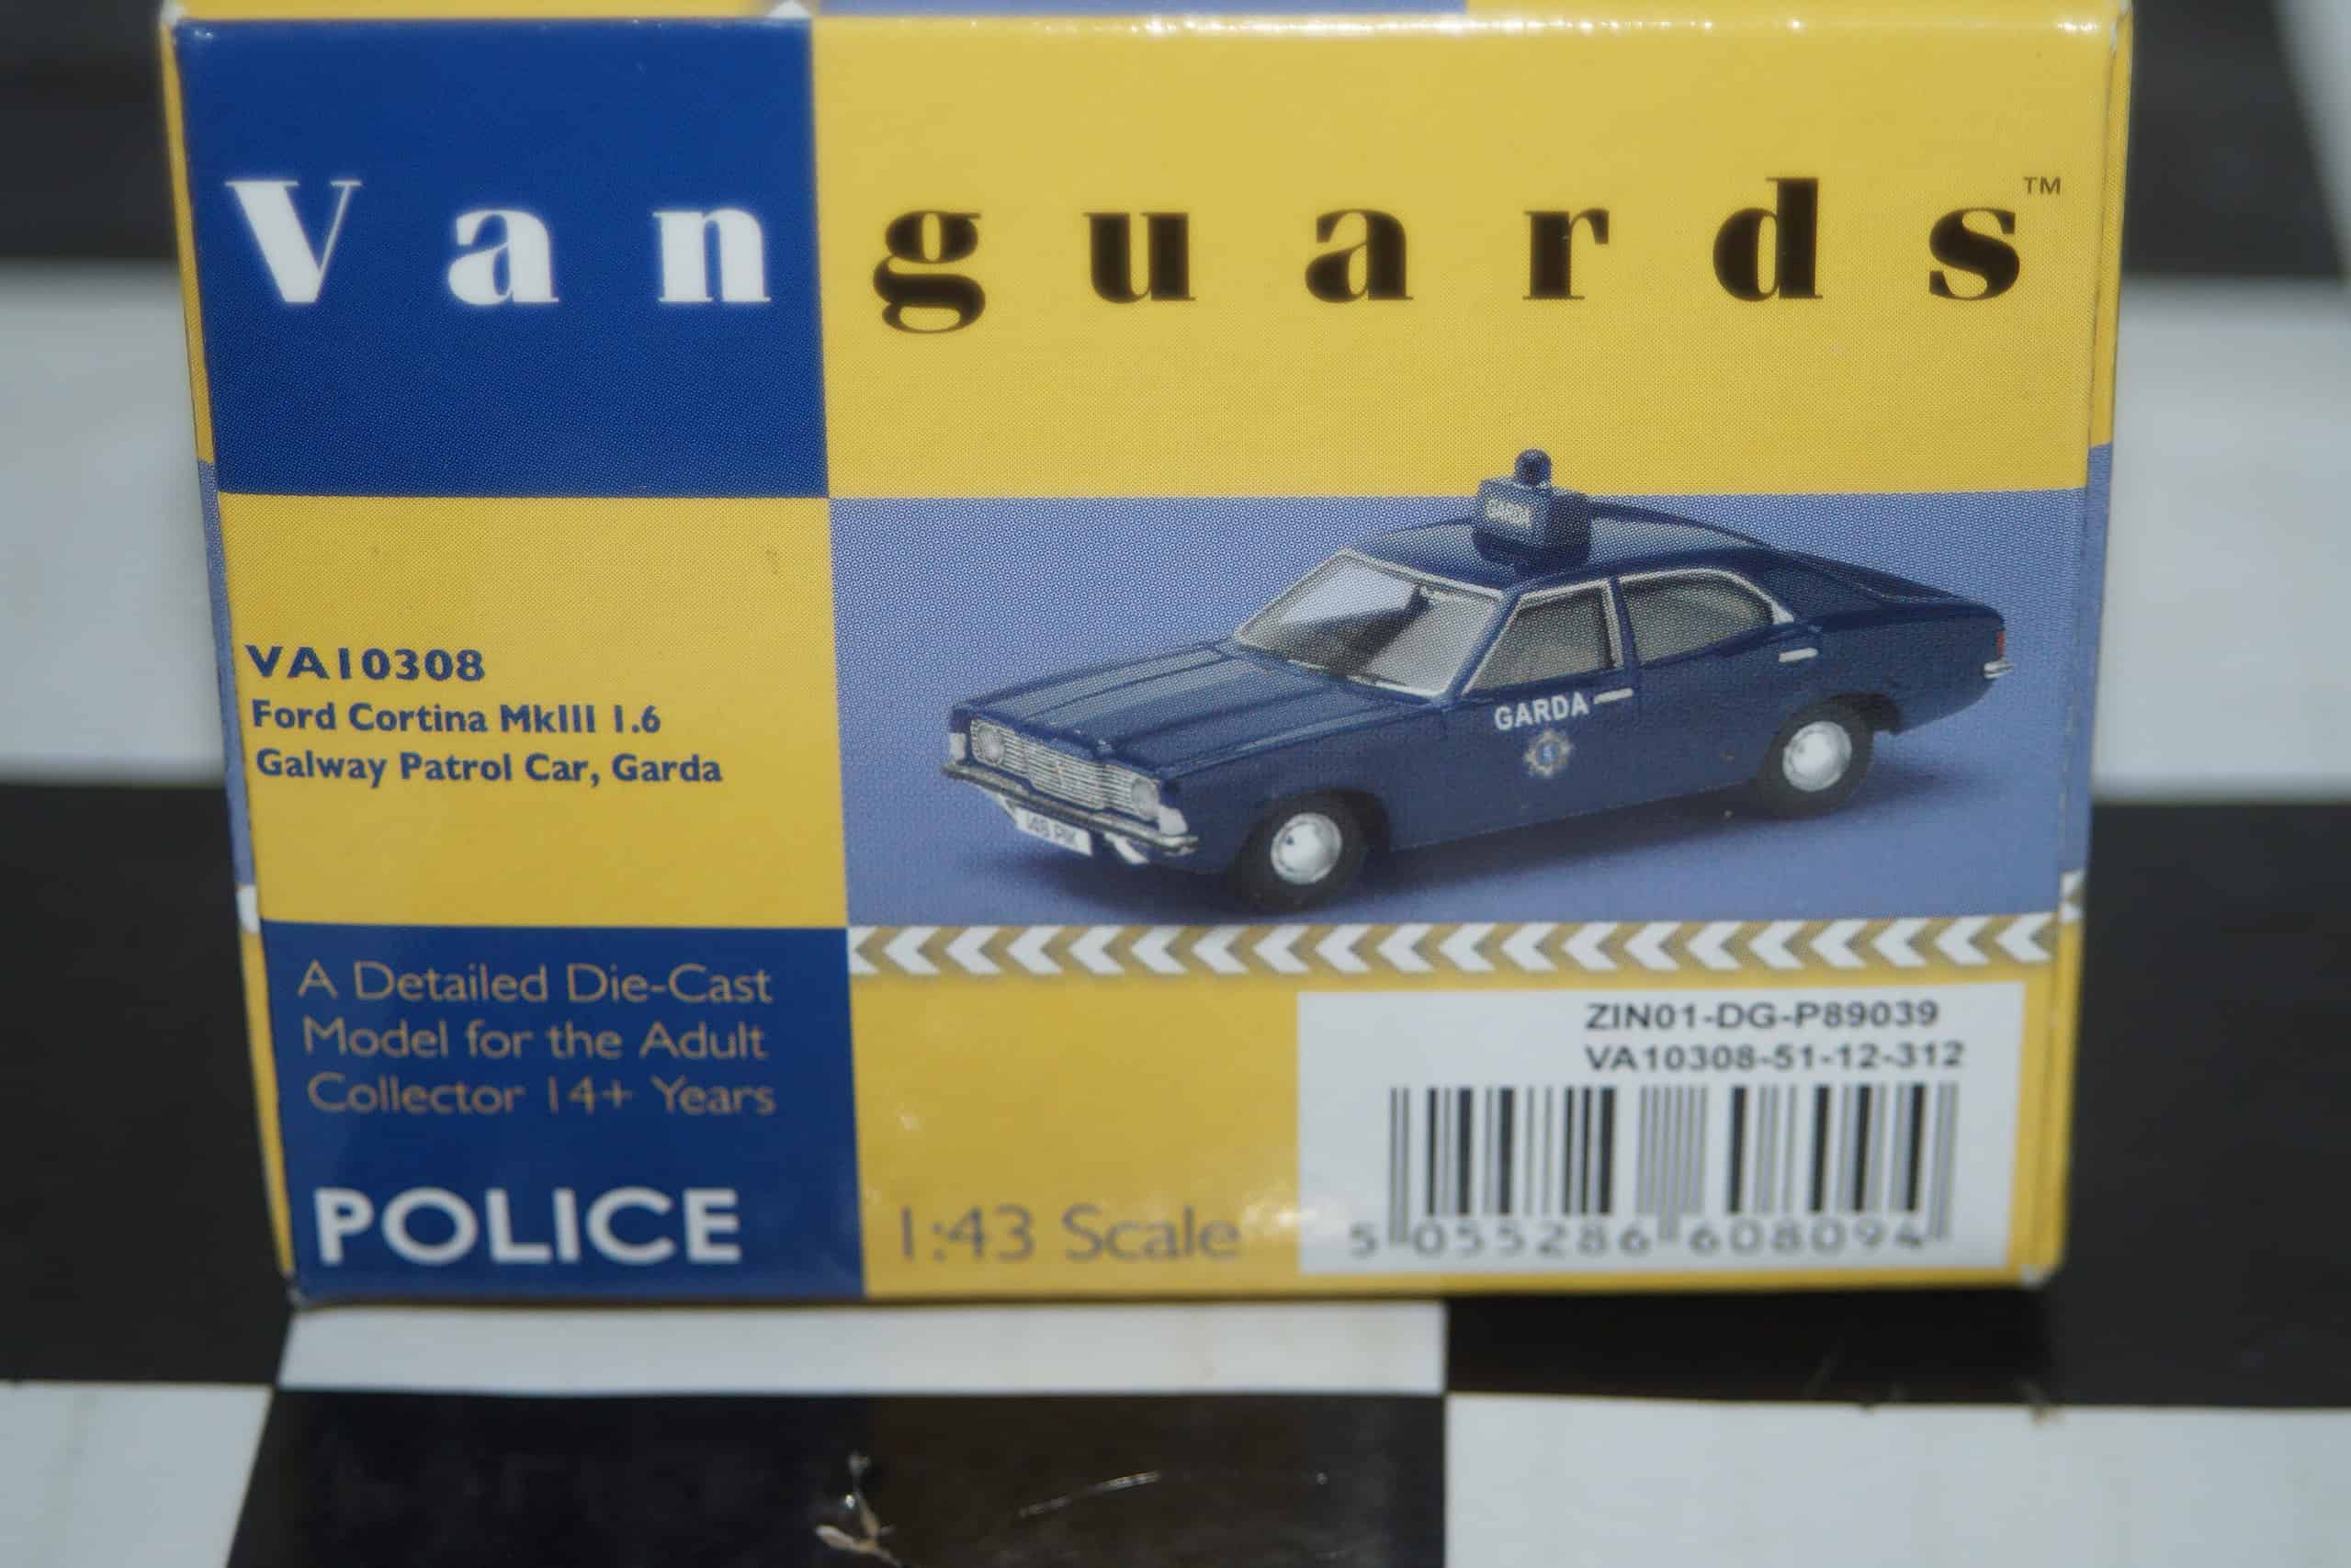 Vanguards™
VA10308
Ford Cortina MkIII 1.6
Galway Patrol Car, Garda
GARDA
GARDA
A Detailed Die-Cast
Model for the Adult
Collector 14+ Years
POLICE
1:43 Scale
ZIN01-DG-P89039
VA10308-51-12-312
5 055286 608094